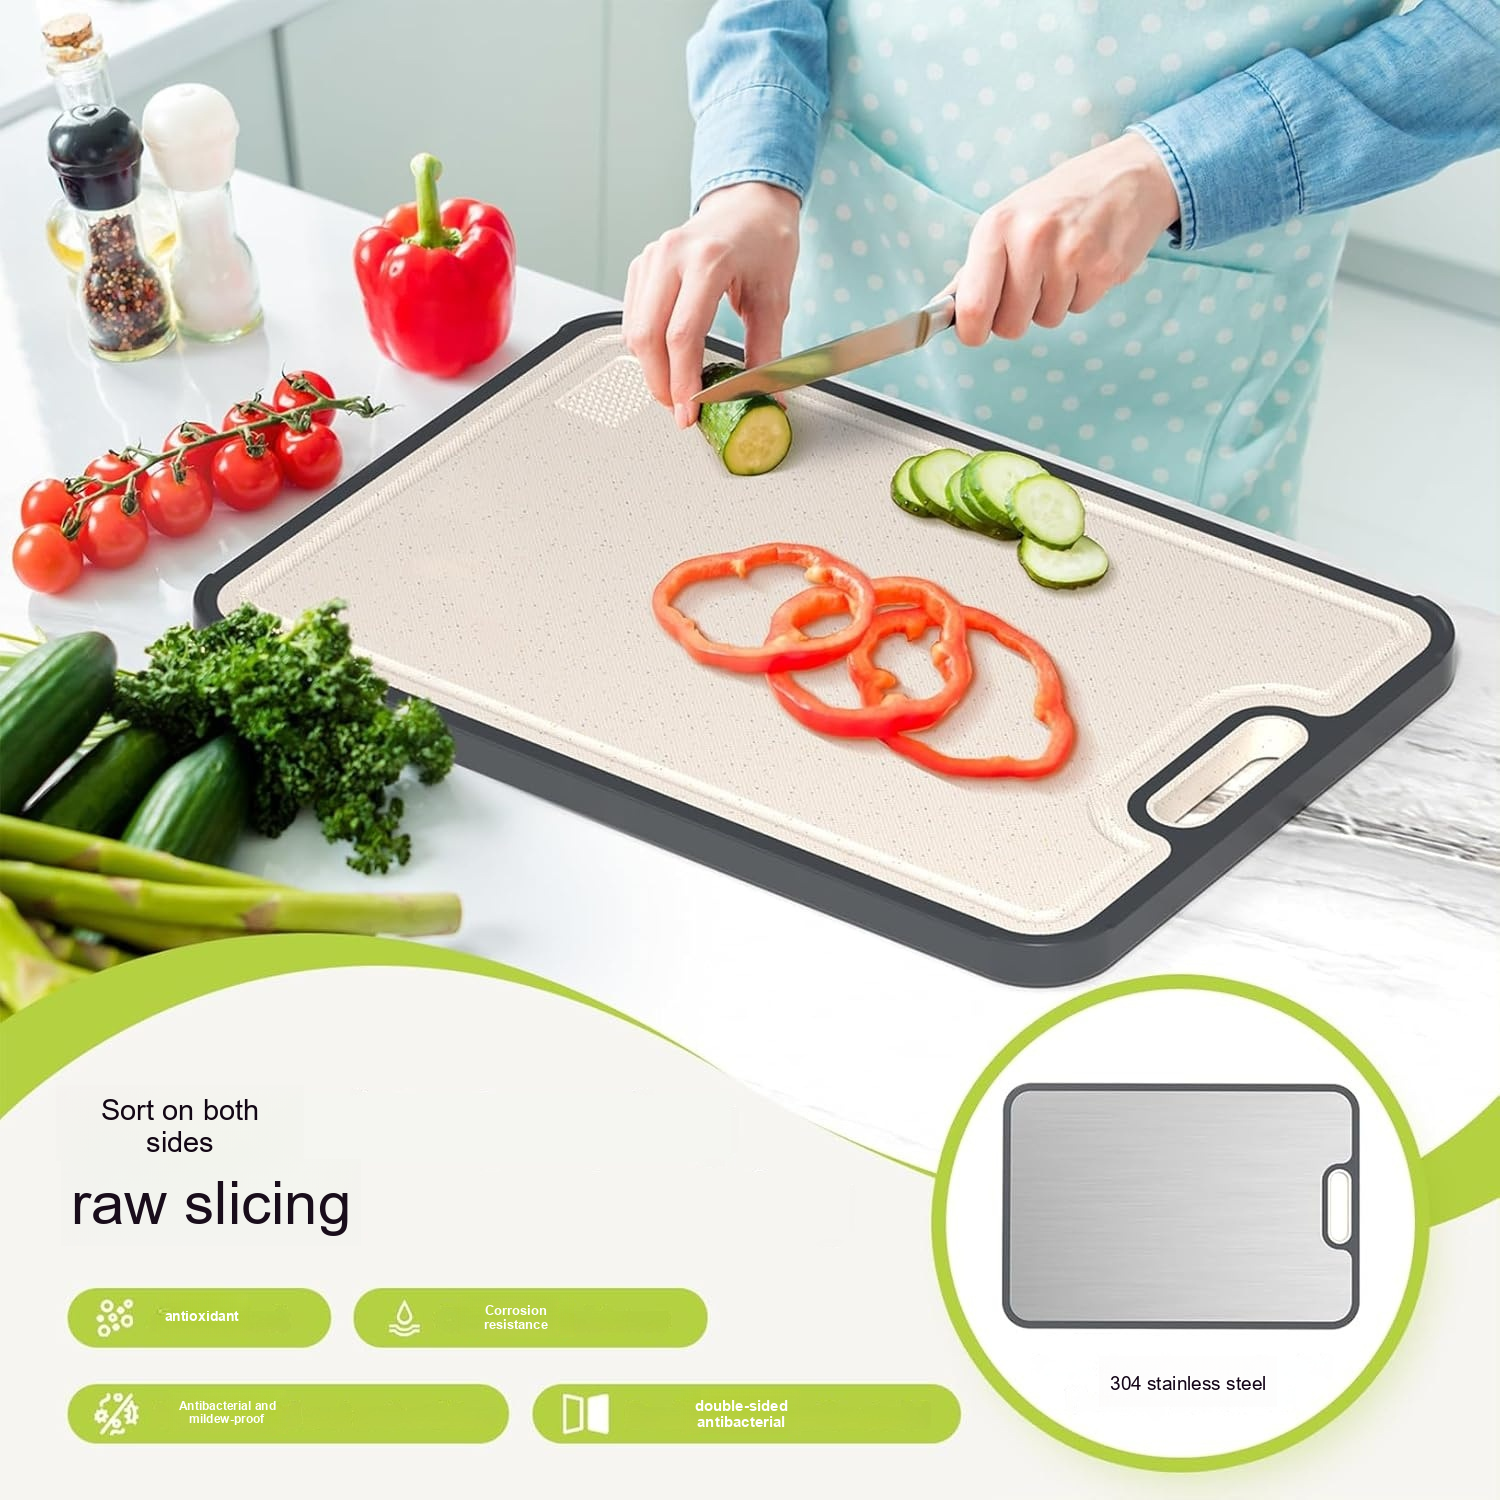 Sort on both
sides
raw slicing
antioxidant
Corrosion
resistance
Antibacterial and
mildew-proof
double-sided
antibacterial
304 stainless steel